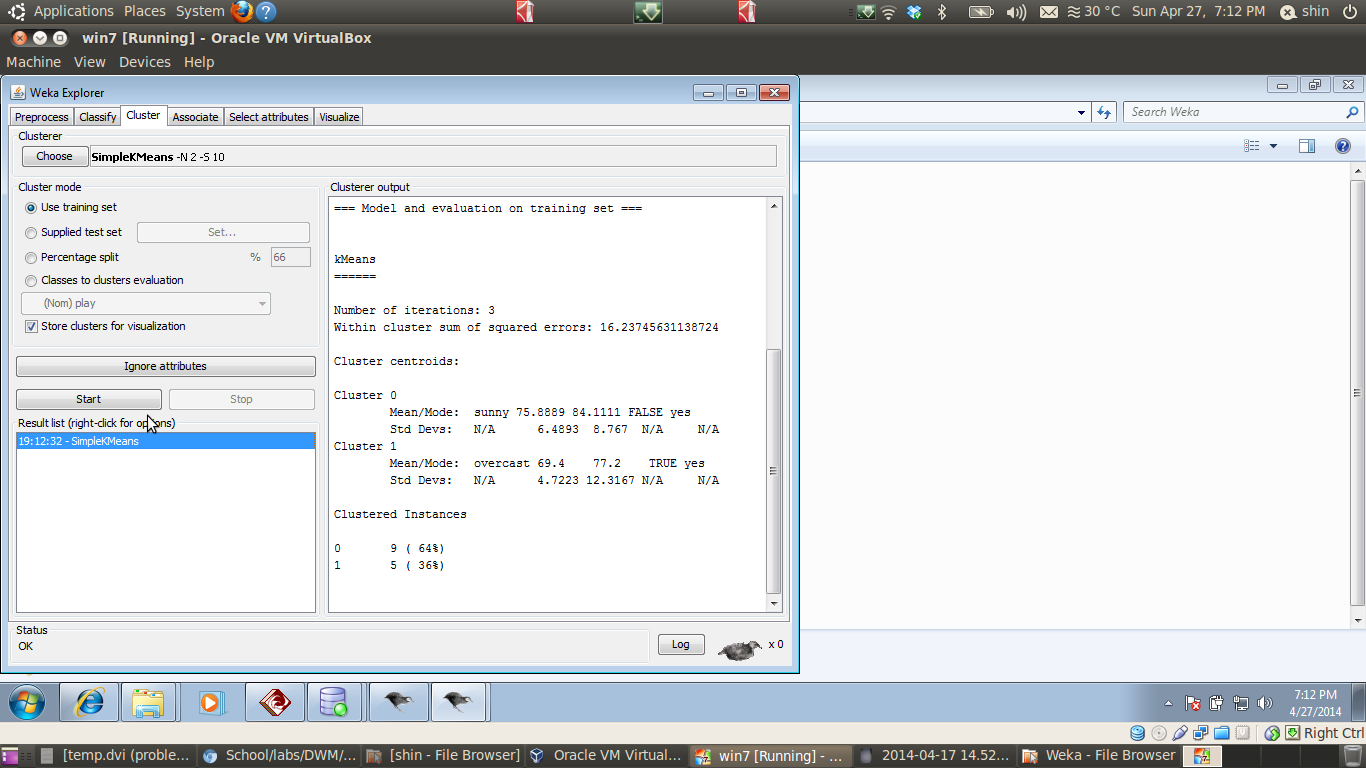 Applications Places System 30 °C Sun Apr 27, 7:12 PM shin
win7 [Running] - Oracle VM VirtualBox
Machine View Devices Help
Weka Explorer
Search Weka
Preprocess Classify Cluster Associate Select attributes Visualize
Clusterer
Choose SimpleKMeans -N 2 -S 10
Cluster mode
Use training set
Supplied test set Set...
Percentage split % 66
Classes to clusters evaluation
(Nom) play
Store clusters for visualization
Ignore attributes
Start Stop
Result list (right-click for options)
19:12:32 - SimpleKMeans
Clusterer output
=== Model and evaluation on training set ===
kMeans
======
Number of iterations: 3
Within cluster sum of squared errors: 16.23745631138724
Cluster centroids:
Cluster 0
Mean/Mode: sunny 75.8889 84.1111 FALSE yes
Std Devs: N/A 6.4893 8.767 N/A N/A
Cluster 1
Mean/Mode: overcast 69.4 77.2 TRUE yes
Std Devs: N/A 4.7223 12.3167 N/A N/A
Clustered Instances
0 9 ( 64%)
1 5 ( 36%)
Status
OK
Log x 0
7:12 PM
4/27/2014
Right Ctrl
[temp.dvi (proble... School/labs/DWM/... [shin - File Browser] Oracle VM Virtual... win7 [Running] - ... 2014-04-17 14.52... Weka - File Browser